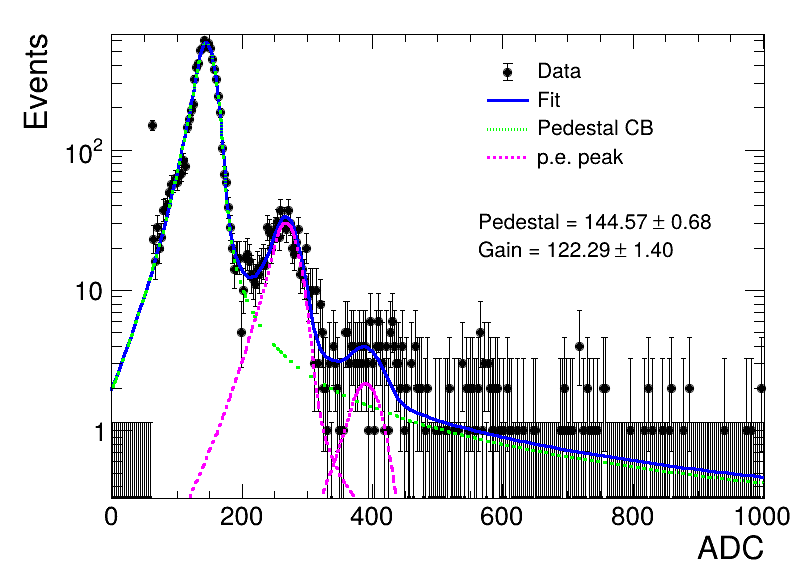 Events
Data
Fit
Pedestal CB
p.e. peak
Pedestal = 144.57 ± 0.68
Gain = 122.29 ± 1.40
10²
10
1
0 200 400 600 800 1000
ADC